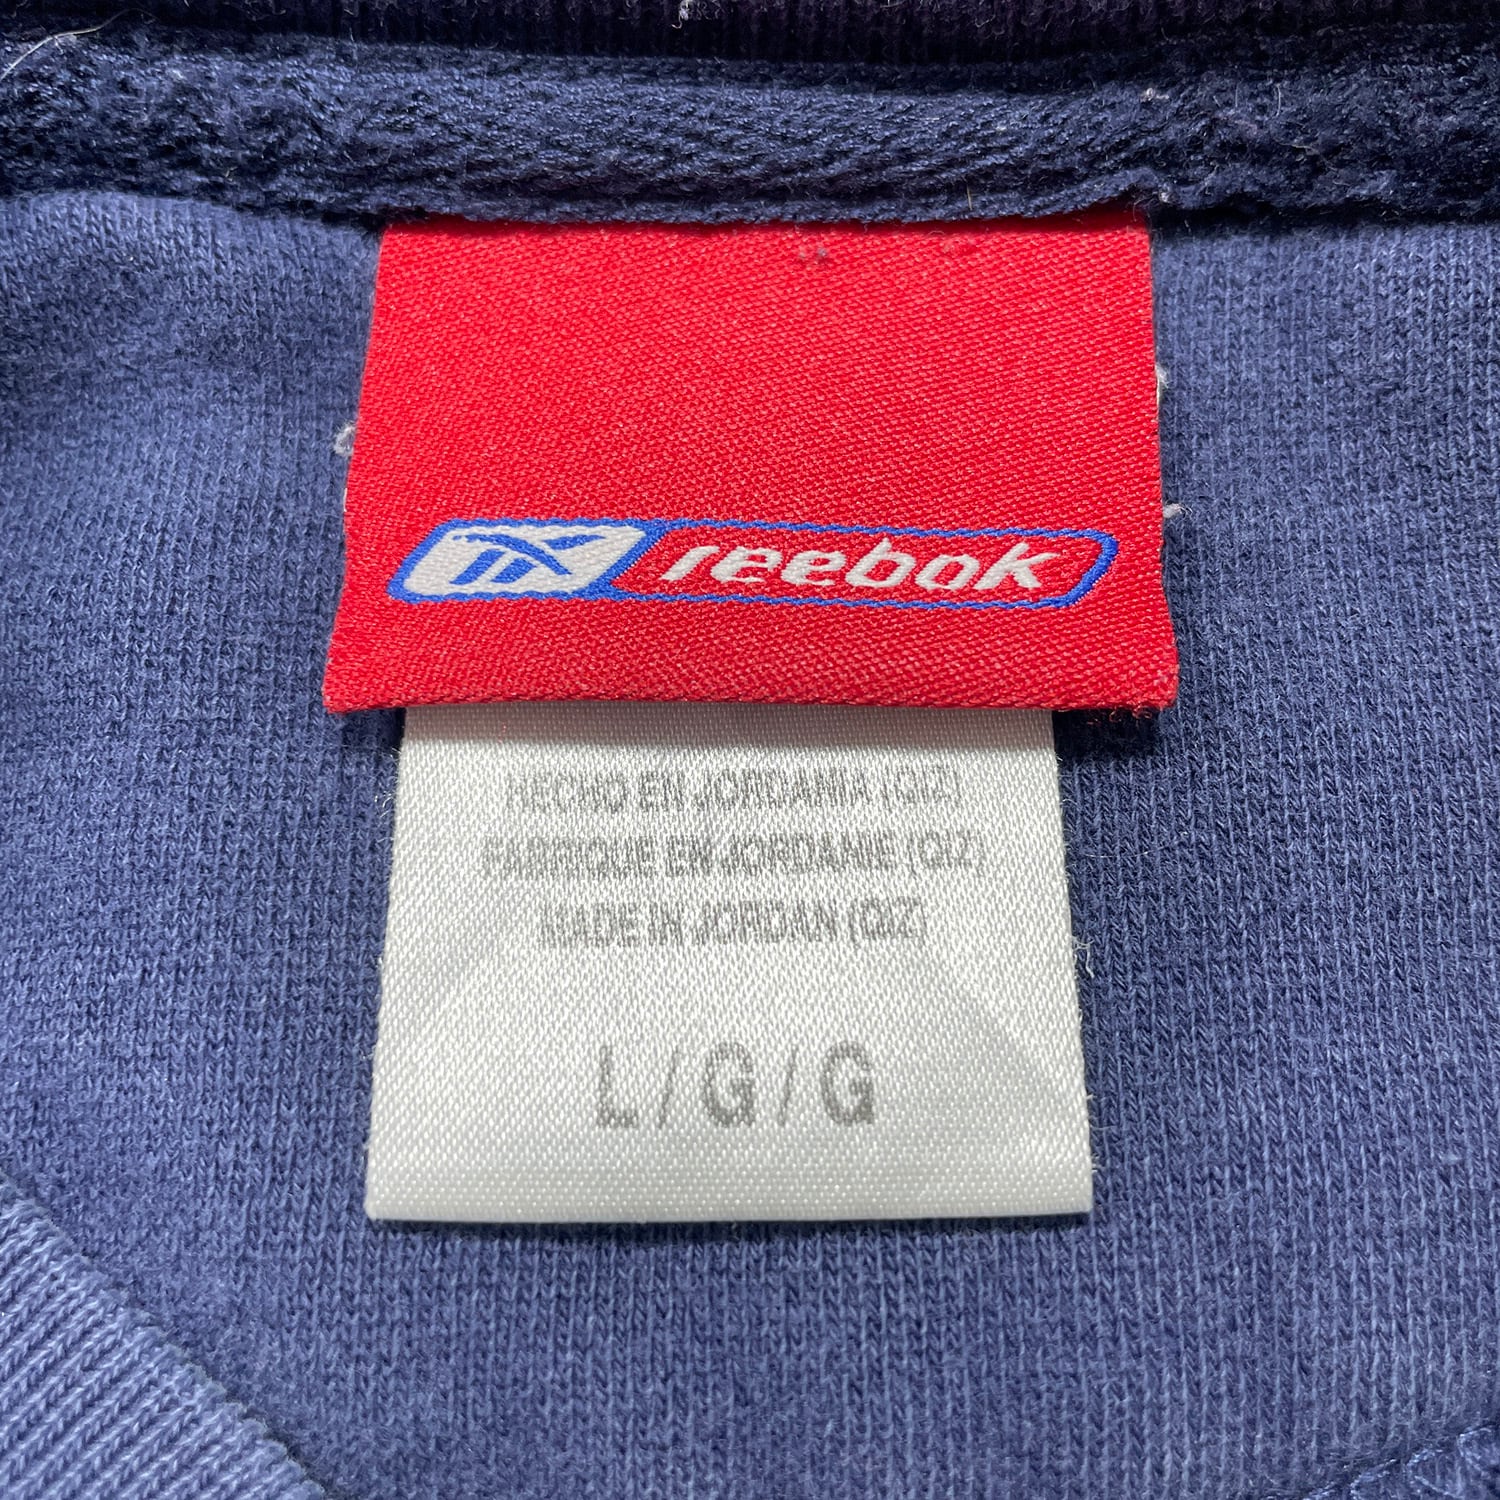 reebok
HECHO EN JORDANIA (QIZ)
FABRIQUE EN JORDANIE (QIZ)
MADE IN JORDAN (QIZ)
L/G/G